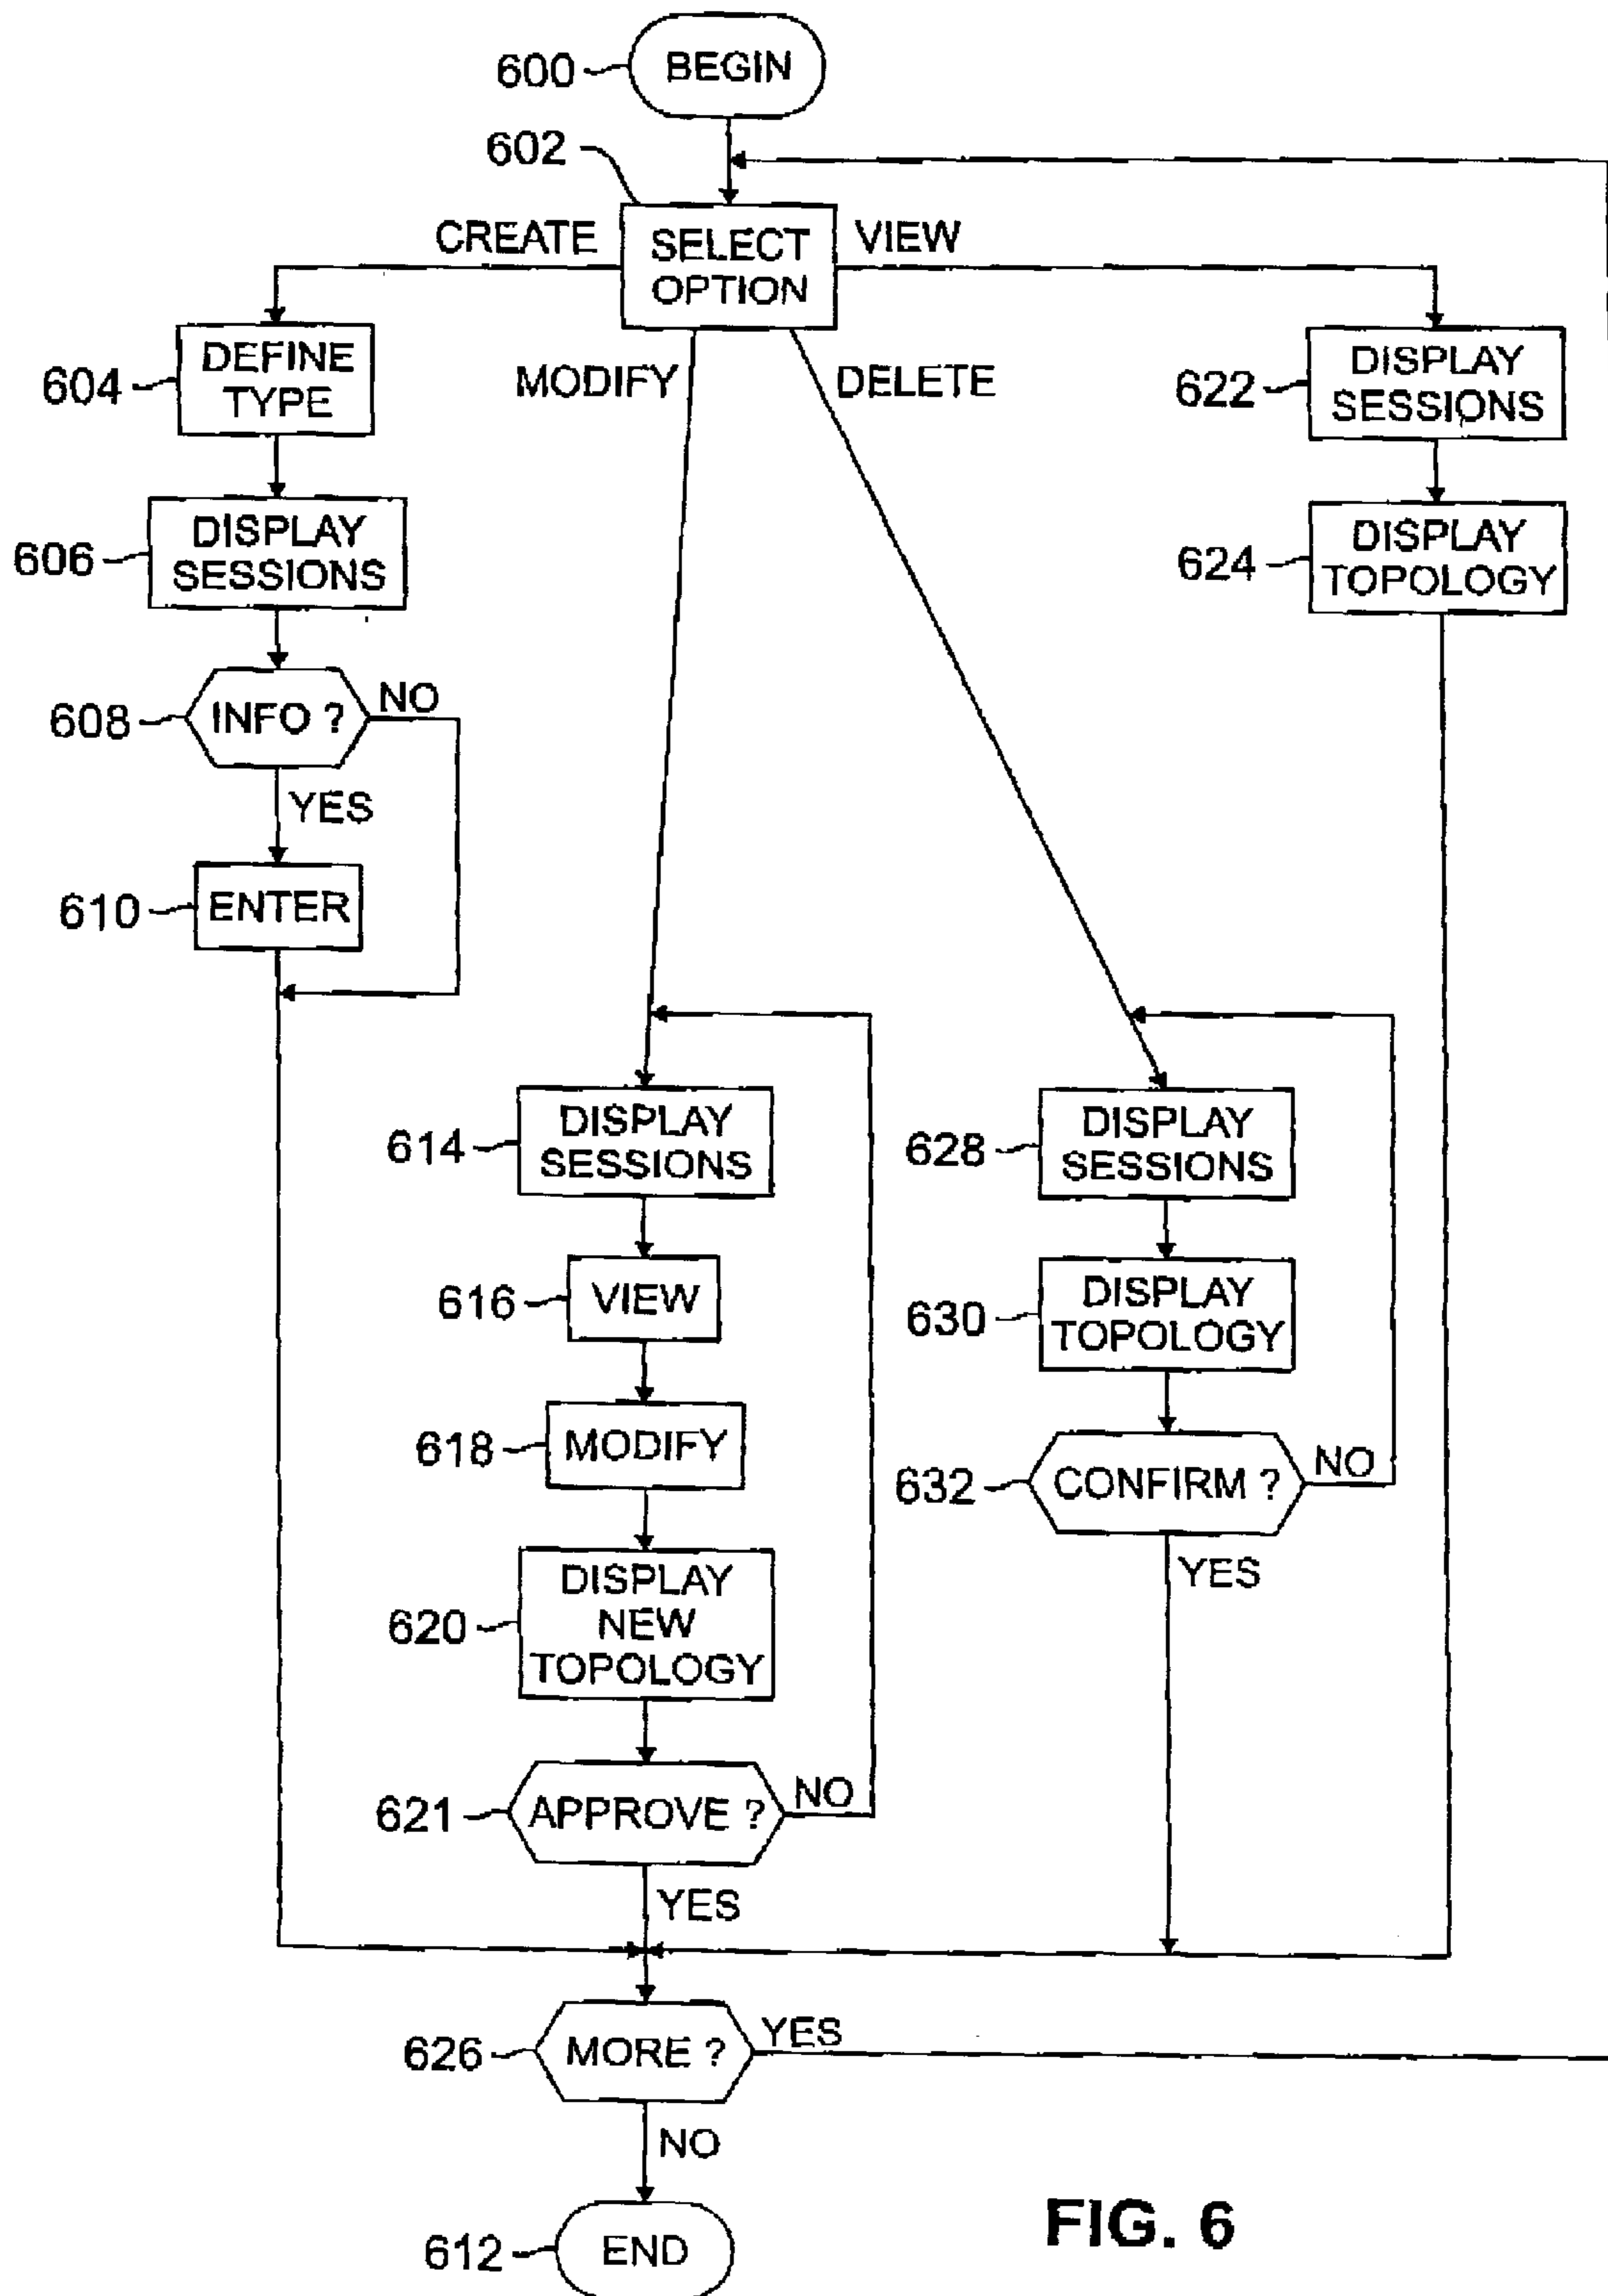 600
BEGIN
602
CREATE
SELECT
OPTION
VIEW
604
DEFINE
TYPE
MODIFY
DELETE
622
DISPLAY
SESSIONS
606
DISPLAY
SESSIONS
624
DISPLAY
TOPOLOGY
608
INFO ?
NO
YES
610
ENTER
614
DISPLAY
SESSIONS
628
DISPLAY
SESSIONS
616
VIEW
630
DISPLAY
TOPOLOGY
618
MODIFY
632
CONFIRM ?
NO
YES
620
DISPLAY
NEW
TOPOLOGY
621
APPROVE ?
NO
YES
626
MORE ?
YES
NO
612
END
FIG. 6